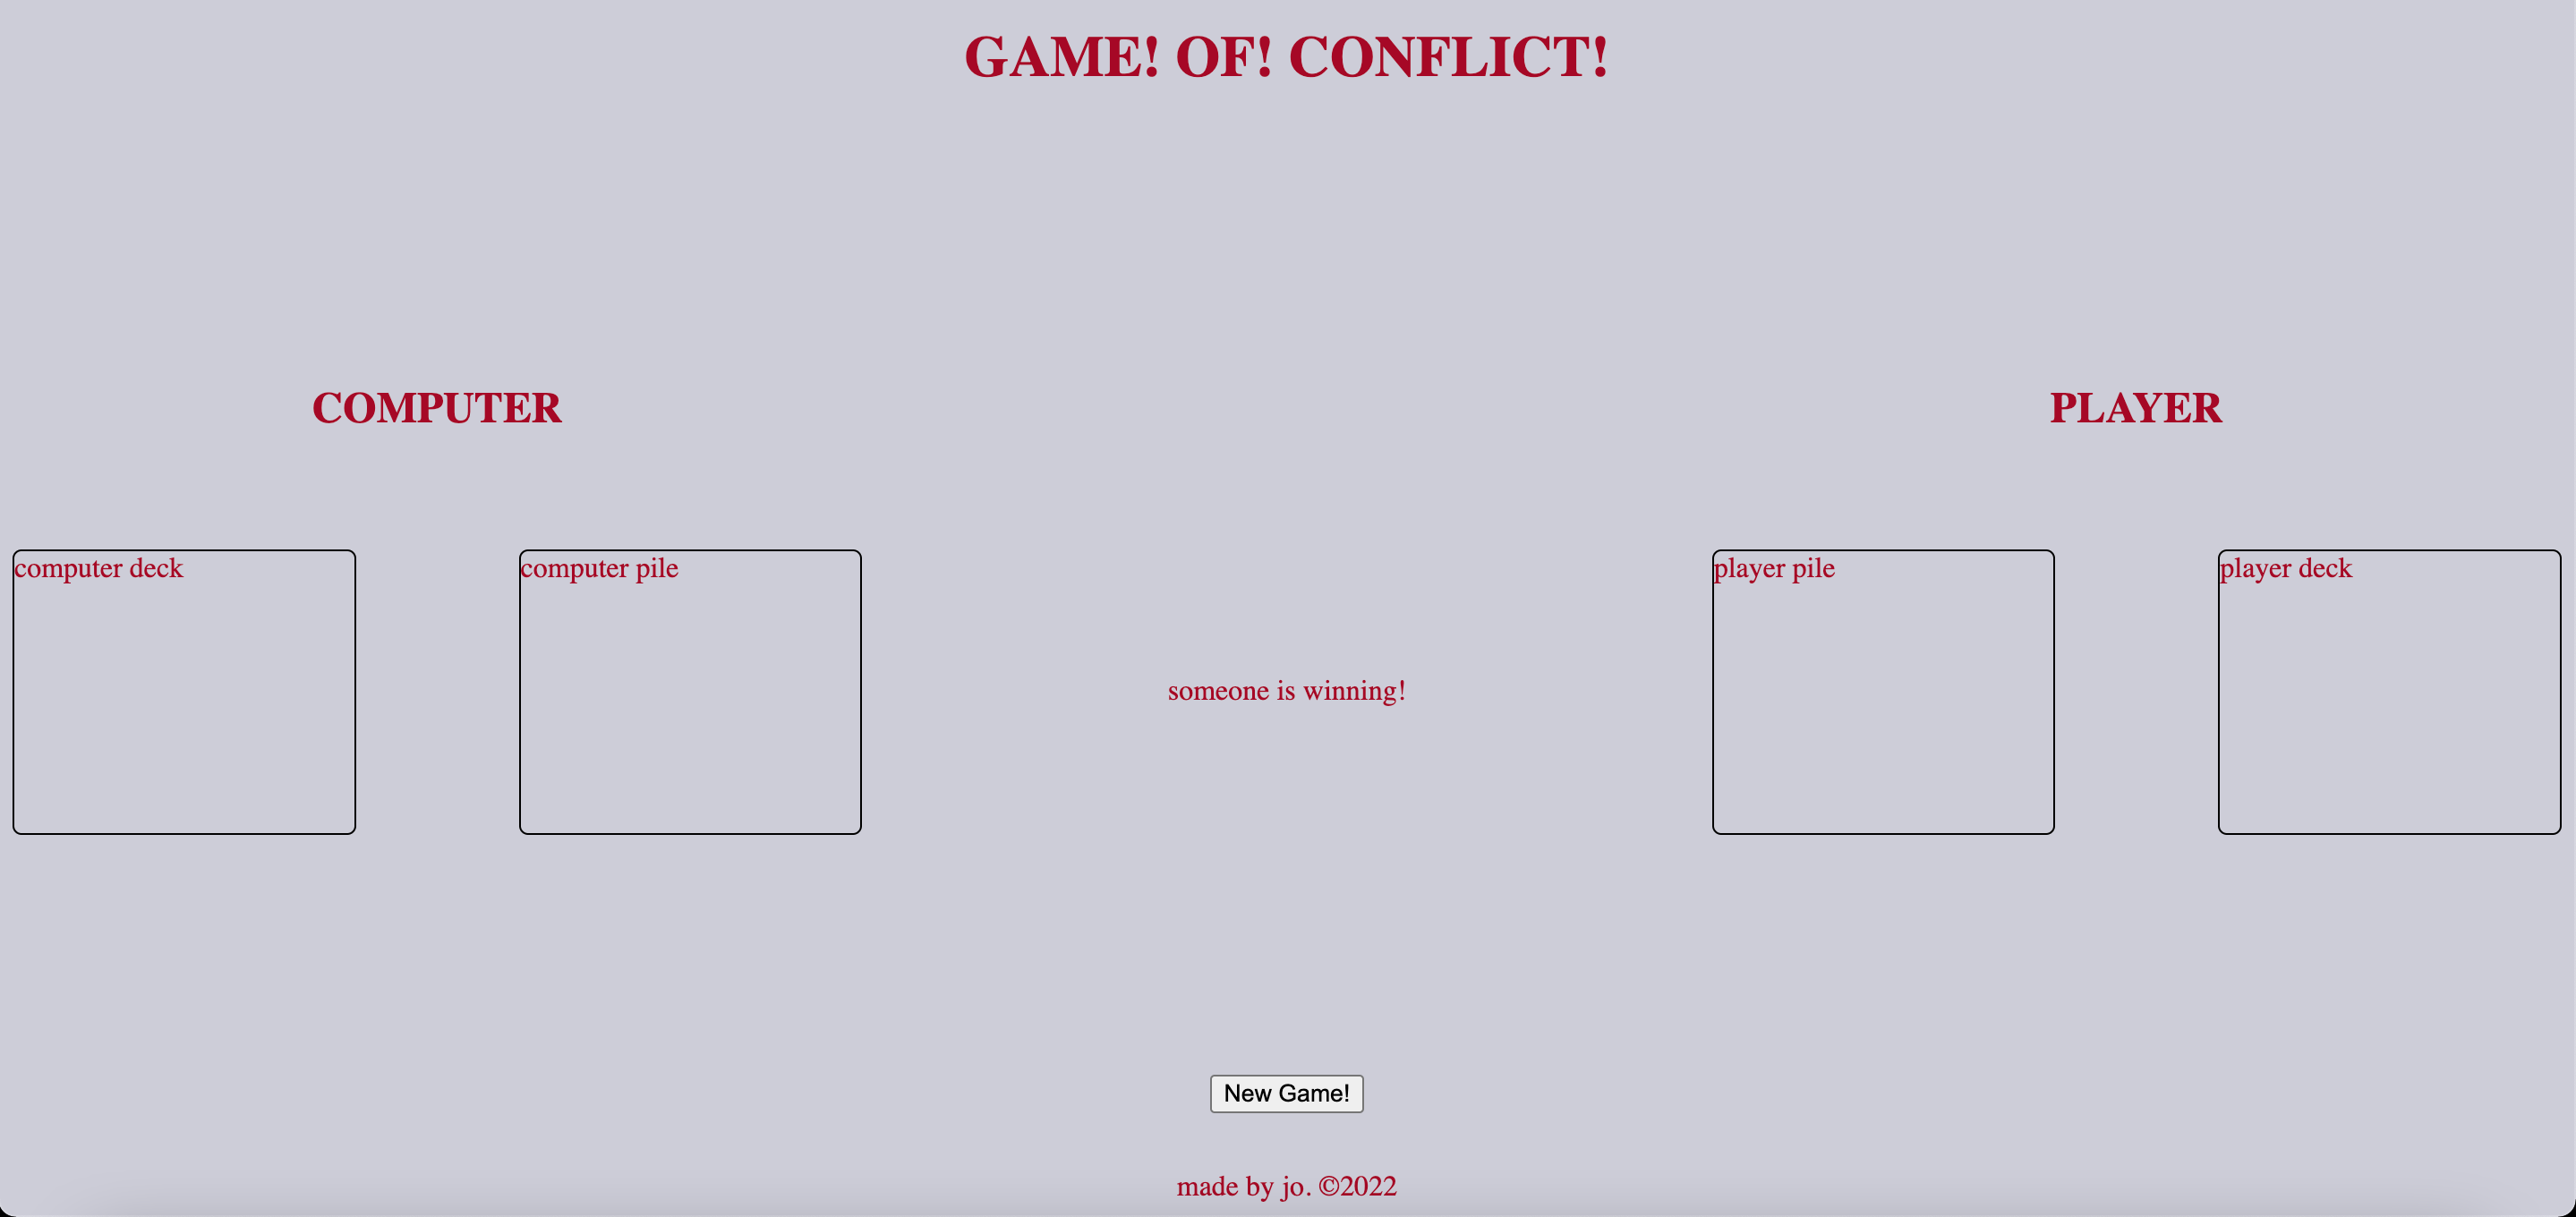 GAME! OF! CONFLICT!
COMPUTER
PLAYER
computer deck
computer pile
player pile
player deck
someone is winning!
New Game!
made by jo. ©2022